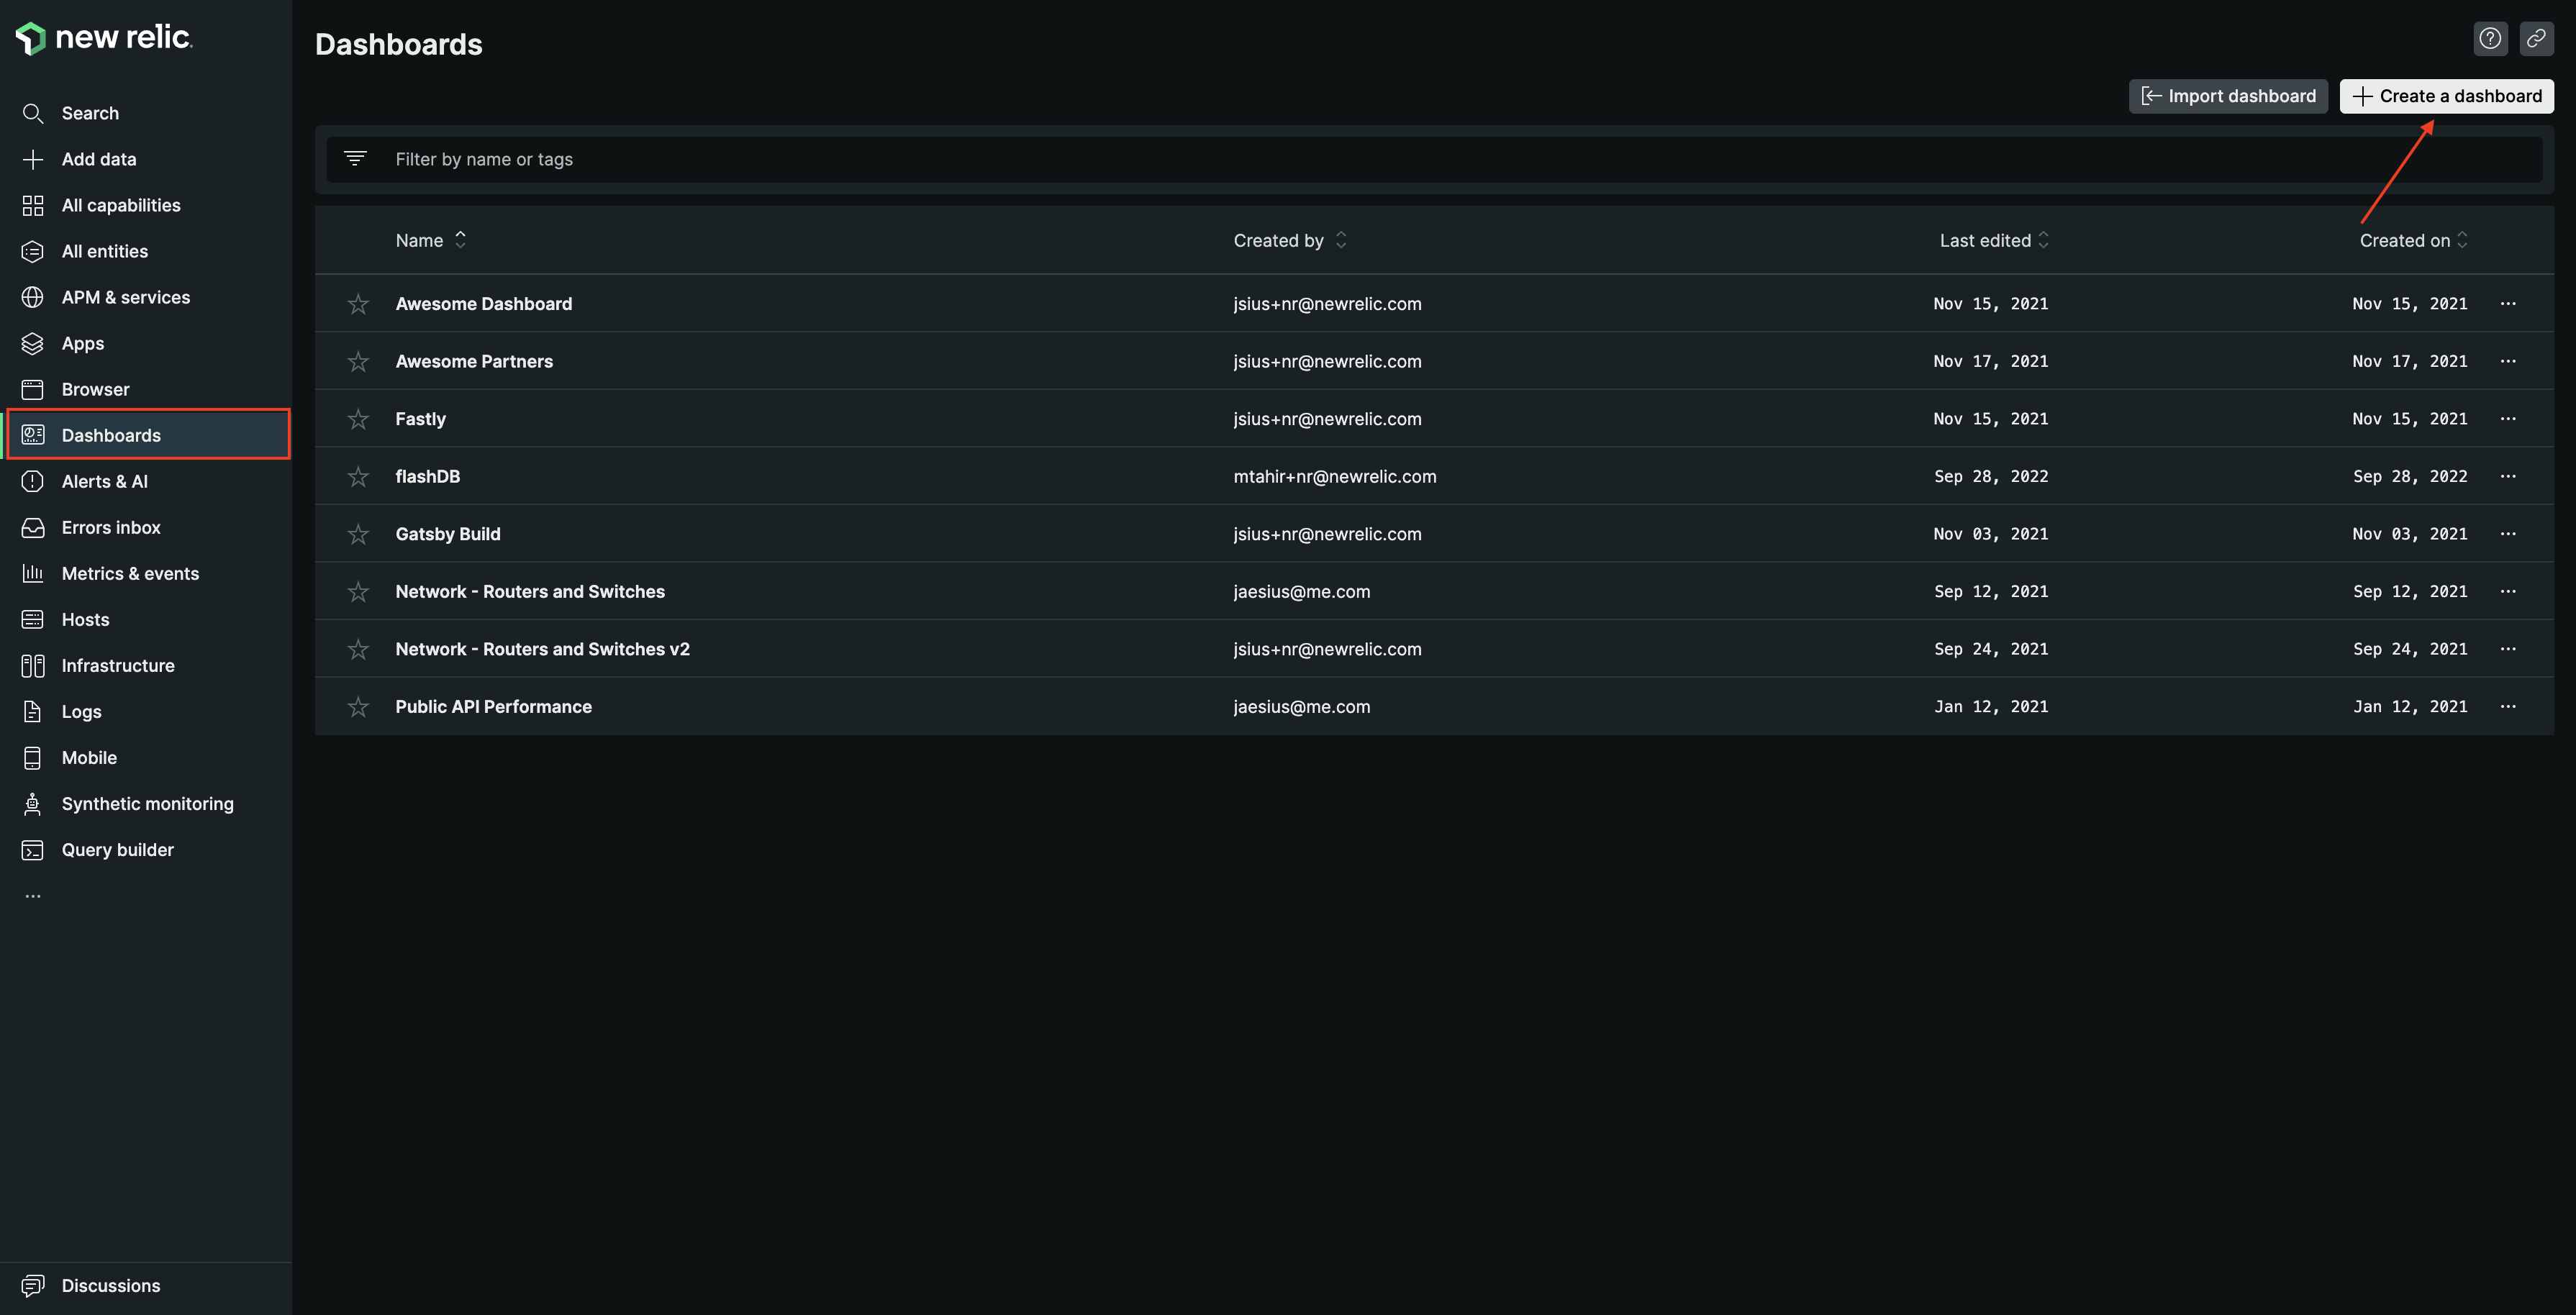 new relic.
Search
Add data
All capabilities
All entities
APM & services
Apps
Browser
Dashboards
Alerts & AI
Errors inbox
Metrics & events
Hosts
Infrastructure
Logs
Mobile
Synthetic monitoring
Query builder
...
Discussions
Dashboards
Import dashboard
Create a dashboard
Filter by name or tags
Name Created by Last edited Created on
Awesome Dashboard jsius+nr@newrelic.com Nov 15, 2021 Nov 15, 2021 ...
Awesome Partners jsius+nr@newrelic.com Nov 17, 2021 Nov 17, 2021 ...
Fastly jsius+nr@newrelic.com Nov 15, 2021 Nov 15, 2021 ...
flashDB mtahir+nr@newrelic.com Sep 28, 2022 Sep 28, 2022 ...
Gatsby Build jsius+nr@newrelic.com Nov 03, 2021 Nov 03, 2021 ...
Network - Routers and Switches jaesius@me.com Sep 12, 2021 Sep 12, 2021 ...
Network - Routers and Switches v2 jsius+nr@newrelic.com Sep 24, 2021 Sep 24, 2021 ...
Public API Performance jaesius@me.com Jan 12, 2021 Jan 12, 2021 ...